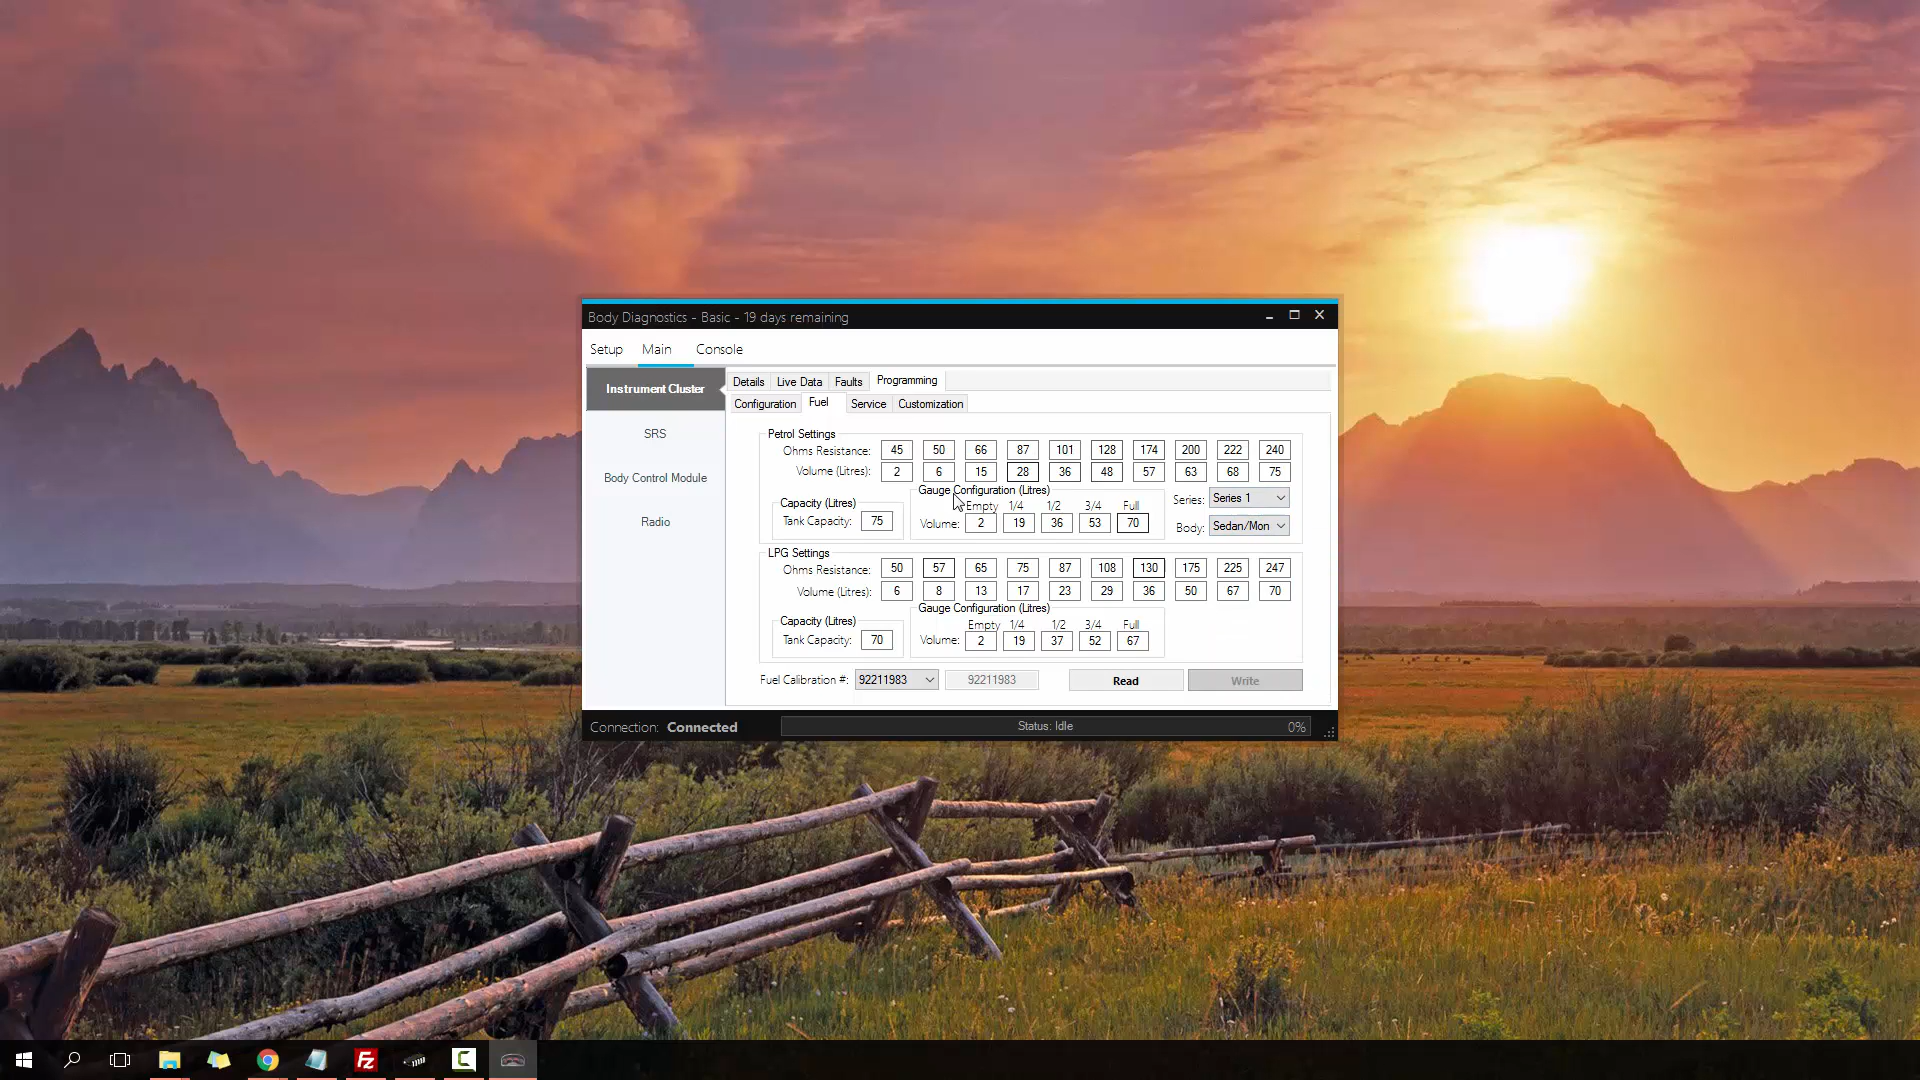 Body Diagnostics - Basic - 19 days remaining
Setup Main Console
Instrument Cluster
SRS
Body Control Module
Radio
Details Live Data Faults Programming
Configuration Fuel Service Customization
Petrol Settings
Ohms Resistance: 45 50 66 87 101 128 174 200 222 240
Volume (Litres): 2 6 15 28 36 48 57 63 68 75
Capacity (Litres)
Tank Capacity: 75
Gauge Configuration (Litres)
Empty 1/4 1/2 3/4 Full
Volume: 2 19 36 53 70
Series: Series 1
Body: Sedan/Mon
LPG Settings
Ohms Resistance: 50 57 65 75 87 108 130 175 225 247
Volume (Litres): 6 8 13 17 23 29 36 50 67 70
Capacity (Litres)
Tank Capacity: 70
Gauge Configuration (Litres)
Empty 1/4 1/2 3/4 Full
Volume: 2 19 37 52 67
Fuel Calibration #: 92211983 92211983 Read Write
Connection: Connected Status: Idle 0%
Fz C